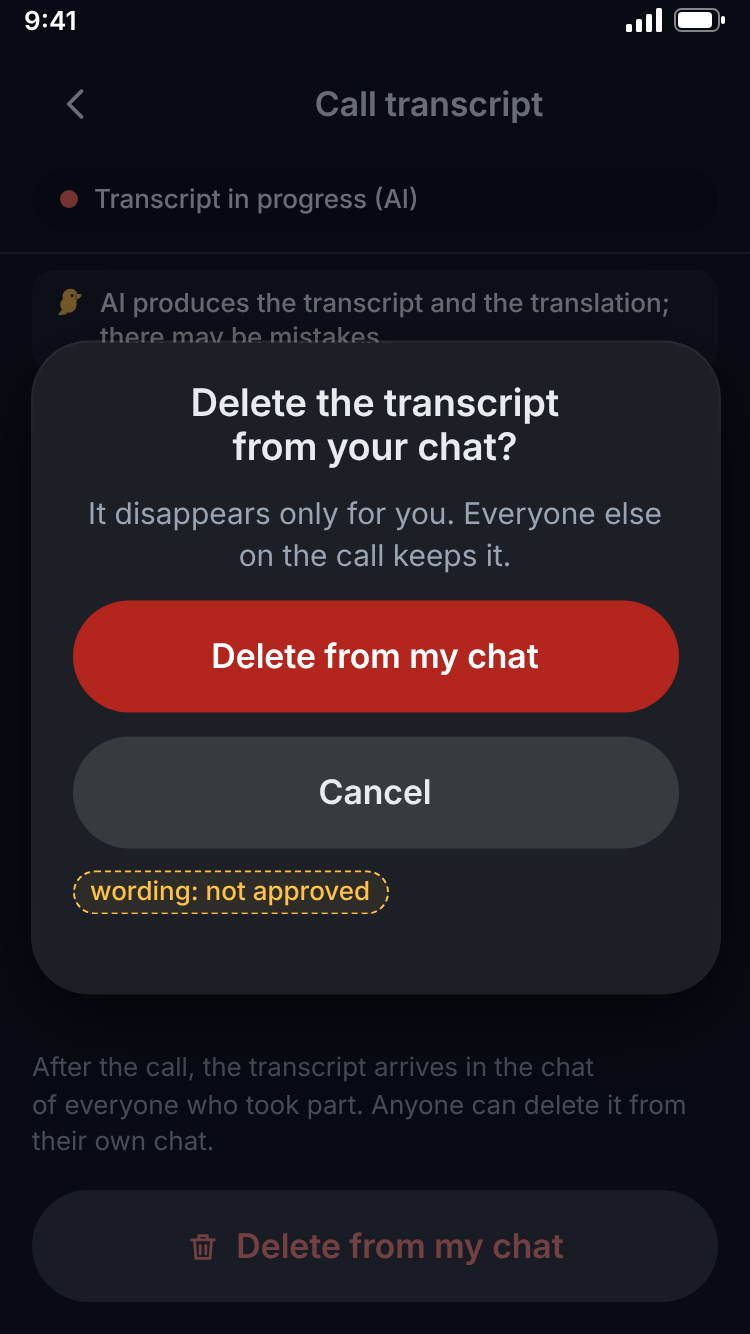 9:41
Call transcript
Transcript in progress (AI)
AI produces the transcript and the translation;
there may be mistakes
Delete the transcript
from your chat?
It disappears only for you. Everyone else
on the call keeps it.
Delete from my chat
Cancel
wording: not approved
After the call, the transcript arrives in the chat
of everyone who took part. Anyone can delete it from
their own chat.
Delete from my chat